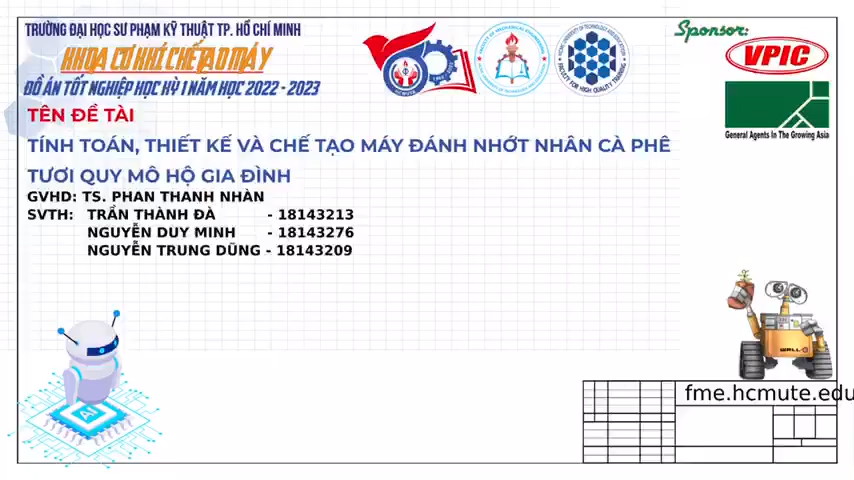 TRƯỜNG ĐẠI HỌC SƯ PHẠM KỸ THUẬT TP. HỒ CHÍ MINH
KHOA CƠ KHÍ CHẾ TẠO MÁY
ĐỒ ÁN TỐT NGHIỆP HỌC KỲ I NĂM HỌC 2022 - 2023
Sponsor:
VPIC
General Agents In The Growing Asia
TÊN ĐỀ TÀI
TÍNH TOÁN, THIẾT KẾ VÀ CHẾ TẠO MÁY ĐÁNH NHỚT NHÂN CÀ PHÊ
TƯƠI QUY MÔ HỘ GIA ĐÌNH
GVHD: TS. PHAN THANH NHÀN
SVTH: TRẦN THÀNH ĐÀ - 18143213
NGUYỄN DUY MINH - 18143276
NGUYỄN TRUNG DŨNG - 18143209
WALL-E
AI
fme.hcmute.edu